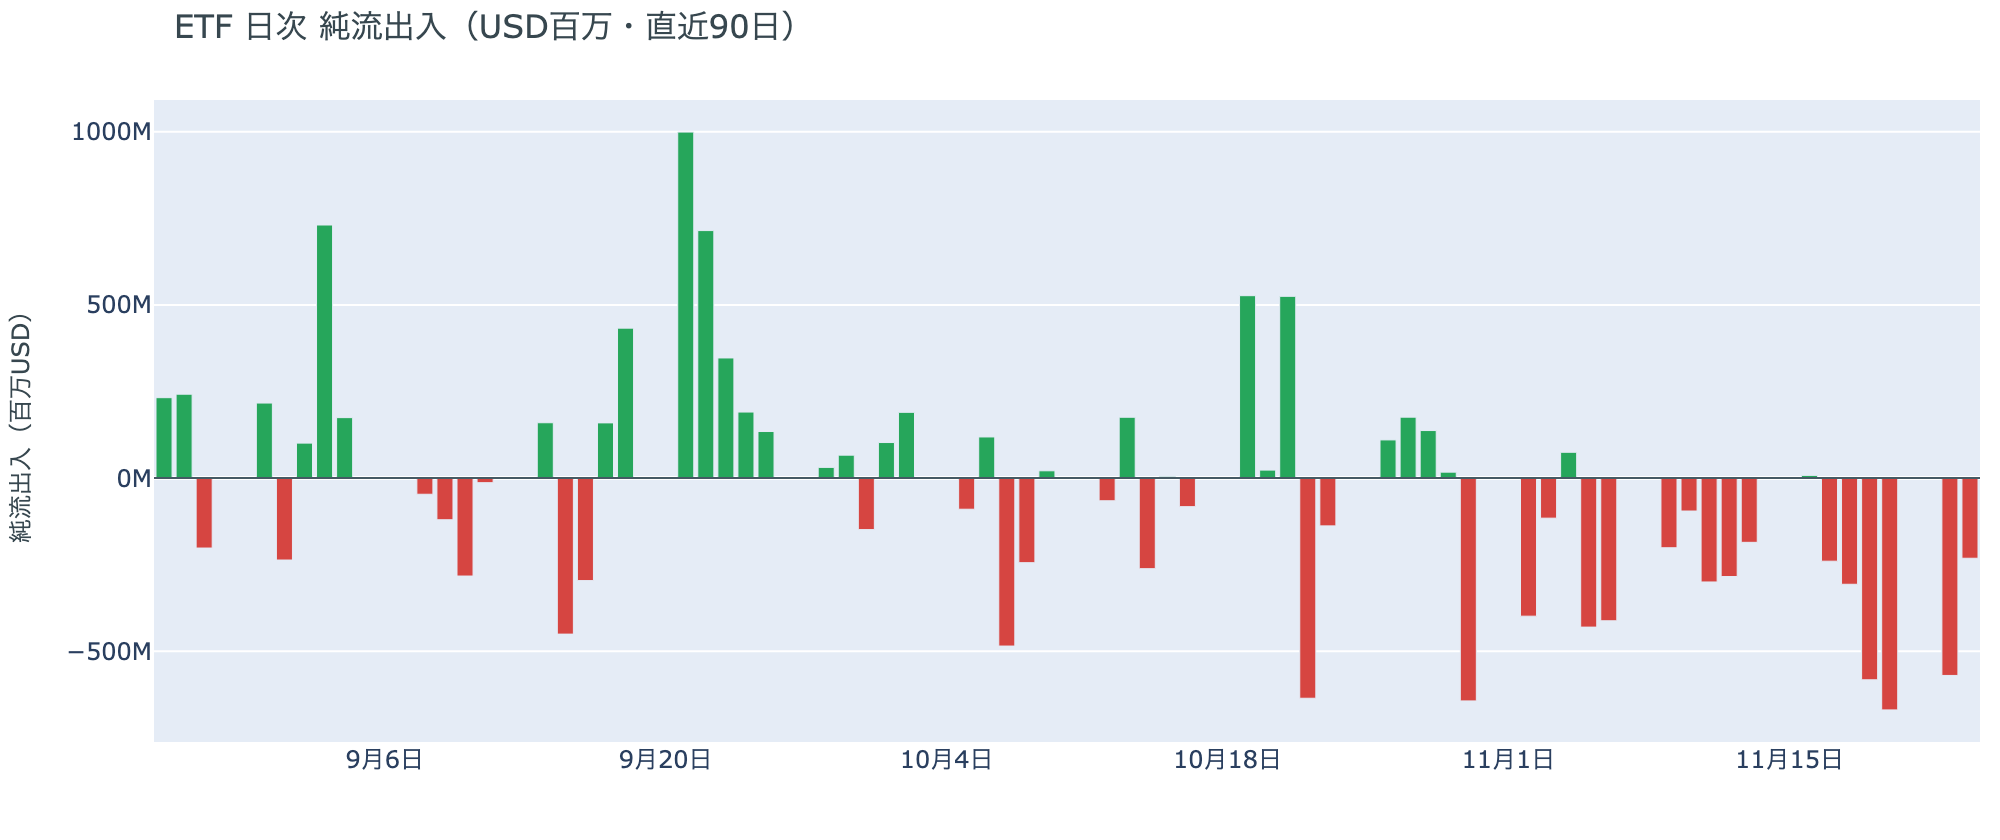 ETF 日次 純流出入（USD百万・直近90日）
純流出入（百万USD）
1000M
500M
0M
−500M
9月6日
9月20日
10月4日
10月18日
11月1日
11月15日